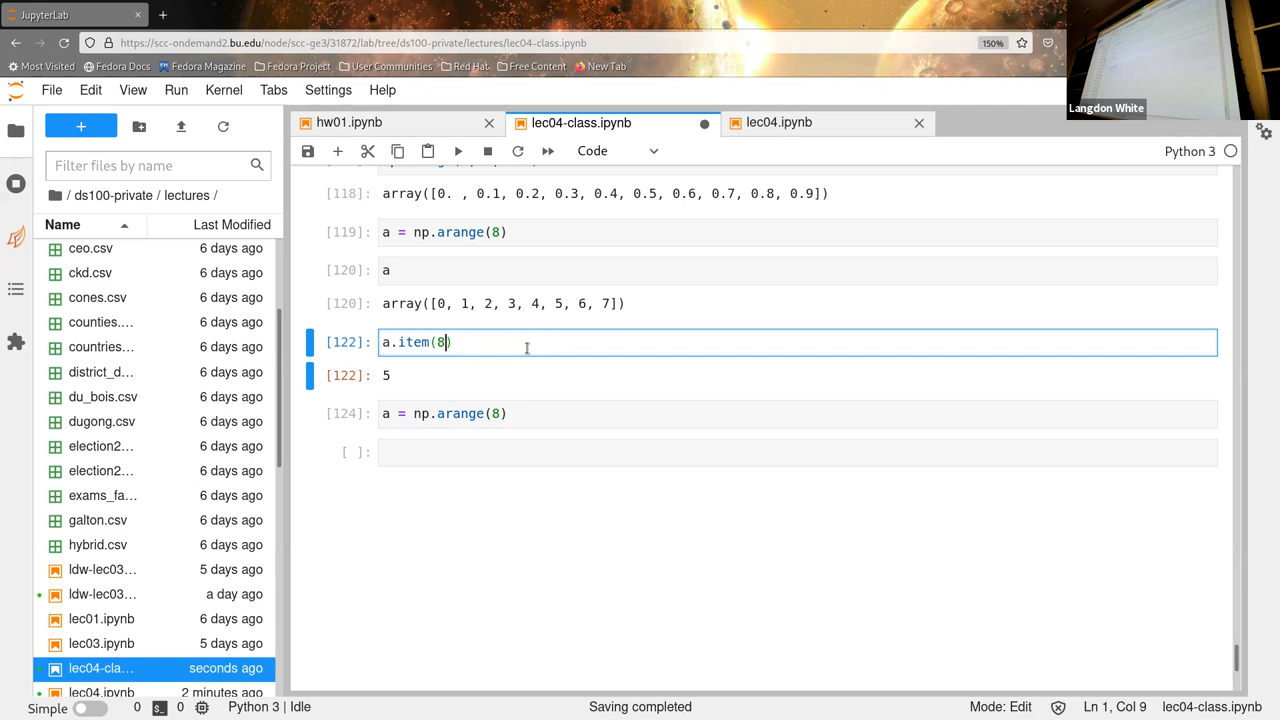 JupyterLab
https://scc-ondemand2.bu.edu/node/scc-ge3/31872/lab/tree/ds100-private/lectures/lec04-class.ipynb
150%
Most Visited
Fedora Docs
Fedora Magazine
Fedora Project
User Communities
Red Hat
Free Content
New Tab
Langdon White
File Edit View Run Kernel Tabs Settings Help
hw01.ipynb
lec04-class.ipynb
lec04.ipynb
Code
Python 3
Filter files by name
/ ds100-private / lectures /
Name Last Modified
ceo.csv 6 days ago
ckd.csv 6 days ago
cones.csv 6 days ago
counties.... 6 days ago
countries... 6 days ago
district_d... 6 days ago
du_bois.csv 6 days ago
dugong.csv 6 days ago
election2... 6 days ago
election2... 6 days ago
exams_fa... 6 days ago
galton.csv 6 days ago
hybrid.csv 6 days ago
ldw-lec03... 5 days ago
ldw-lec03... a day ago
lec01.ipynb 6 days ago
lec03.ipynb 5 days ago
lec04-cla... seconds ago
lec04.ipynb 2 minutes ago
[118]: array([0. , 0.1, 0.2, 0.3, 0.4, 0.5, 0.6, 0.7, 0.8, 0.9])
[119]: a = np.arange(8)
[120]: a
[120]: array([0, 1, 2, 3, 4, 5, 6, 7])
[122]: a.item(8)
[122]: 5
[124]: a = np.arange(8)
[ ]:
Simple 0 0 Python 3 | Idle Saving completed Mode: Edit Ln 1, Col 9 lec04-class.ipynb